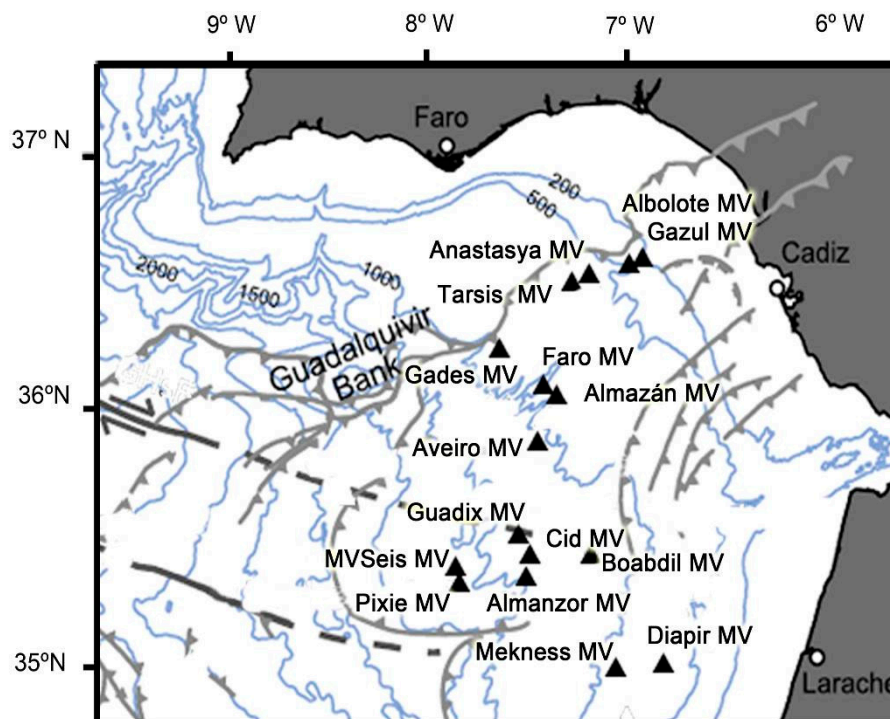 9º W
8º W
7º W
6º W
37º N
Faro
200
500
Albolote MV
Gazul MV
Anastasya MV
Cadiz
2000
1000
1500
Tarsis MV
Guadalquivir
Bank
Gades MV
Faro MV
Almazán MV
36ºN
Aveiro MV
Guadix MV
Cid MV
MVSeis MV
Boabdil MV
Pixie MV
Almanzor MV
Mekness MV
Diapir MV
35ºN
Larache